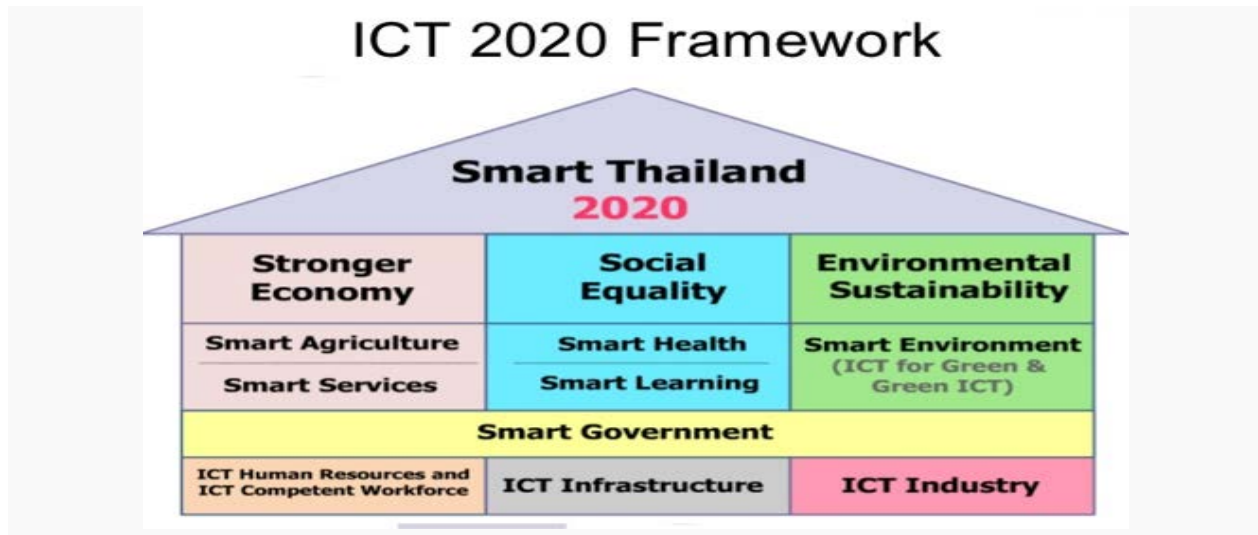 ICT 2020 Framework
Smart Thailand
2020
Stronger
Economy
Social
Equality
Environmental
Sustainability
Smart Agriculture
Smart Services
Smart Health
Smart Learning
Smart Environment
(ICT for Green &
Green ICT)
Smart Government
ICT Human Resources and
ICT Competent Workforce
ICT Infrastructure
ICT Industry